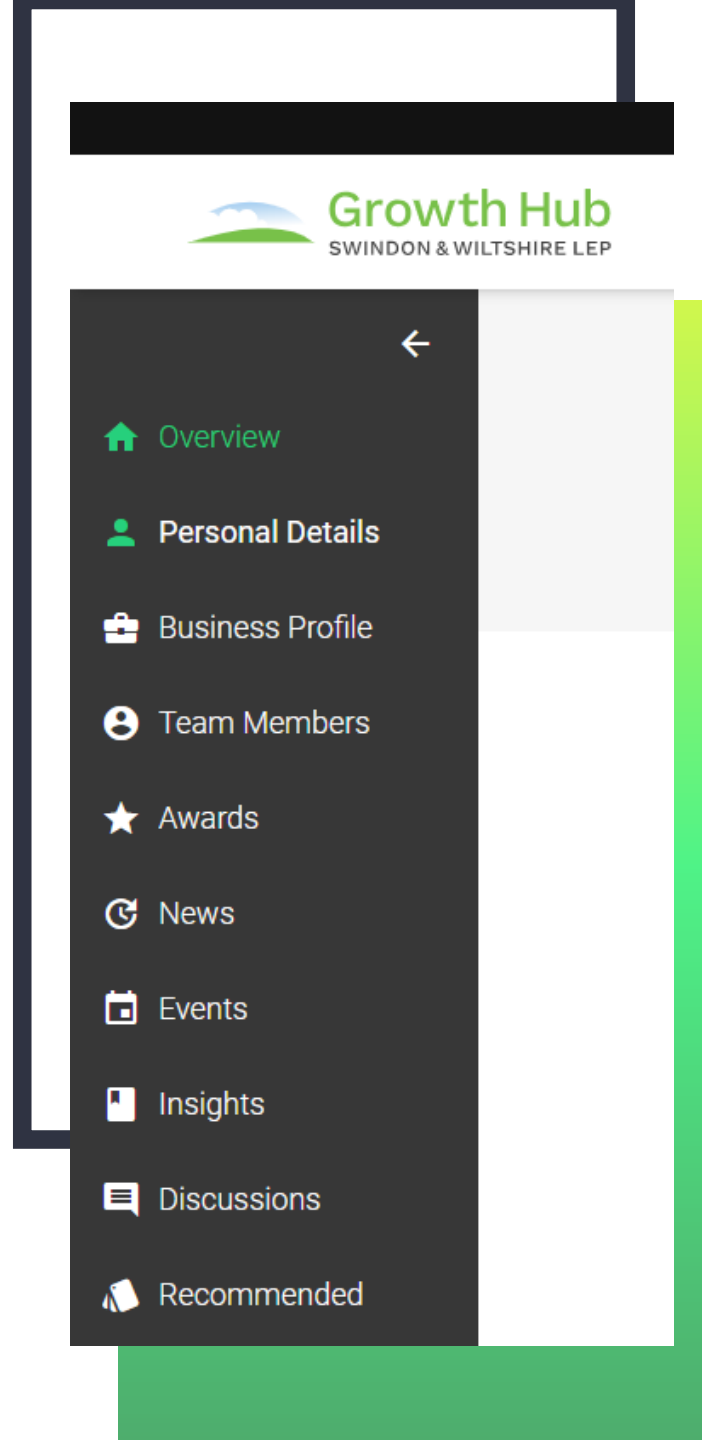 Growth Hub
SWINDON & WILTSHIRE LEP
Overview
Personal Details
Business Profile
Team Members
Awards
News
Events
Insights
Discussions
Recommended